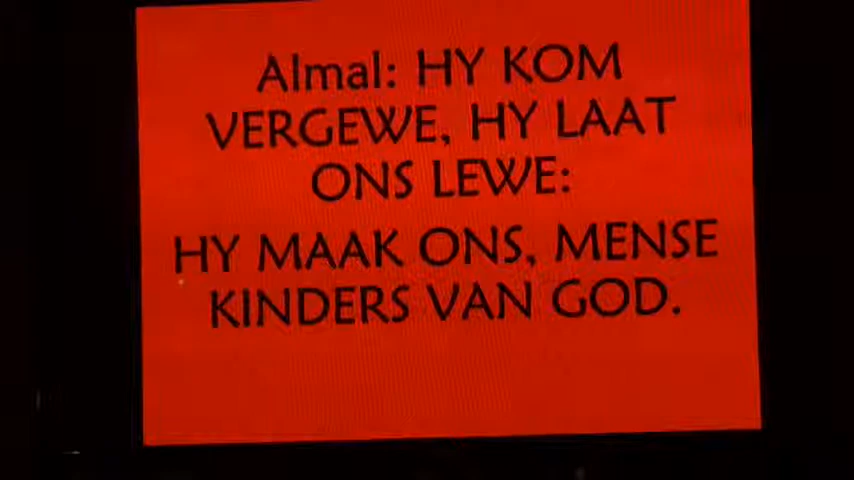 Almal: HY KOM
VERGEWE, HY LAAT
ONS LEWE:
HY MAAK ONS, MENSE
KINDERS VAN GOD.